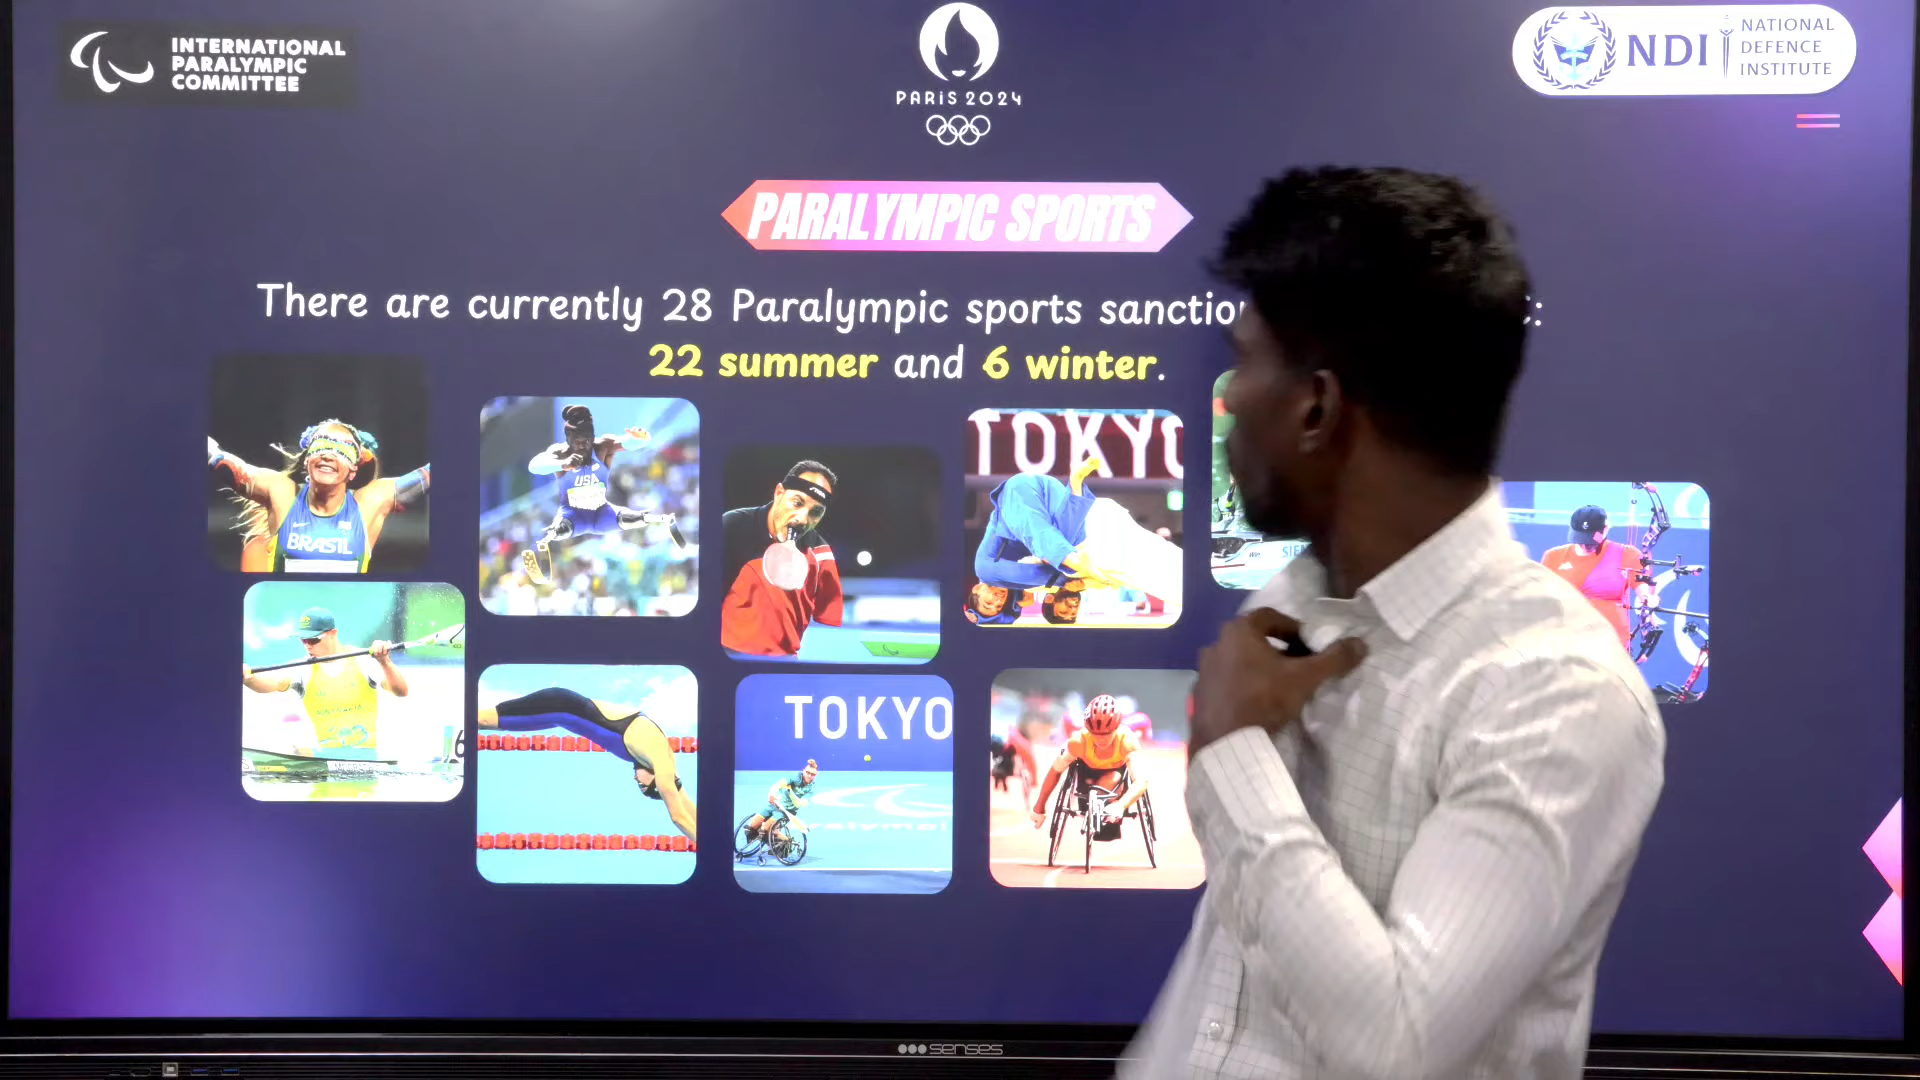 INTERNATIONAL
PARALYMPIC
COMMITTEE
PARIS 2024
NDI
NATIONAL
DEFENCE
INSTITUTE
PARALYMPIC SPORTS
There are currently 28 Paralympic sports
22 summer and 6 winter.
BRASIL
USA
TOKYO
TOKYO
6
senses